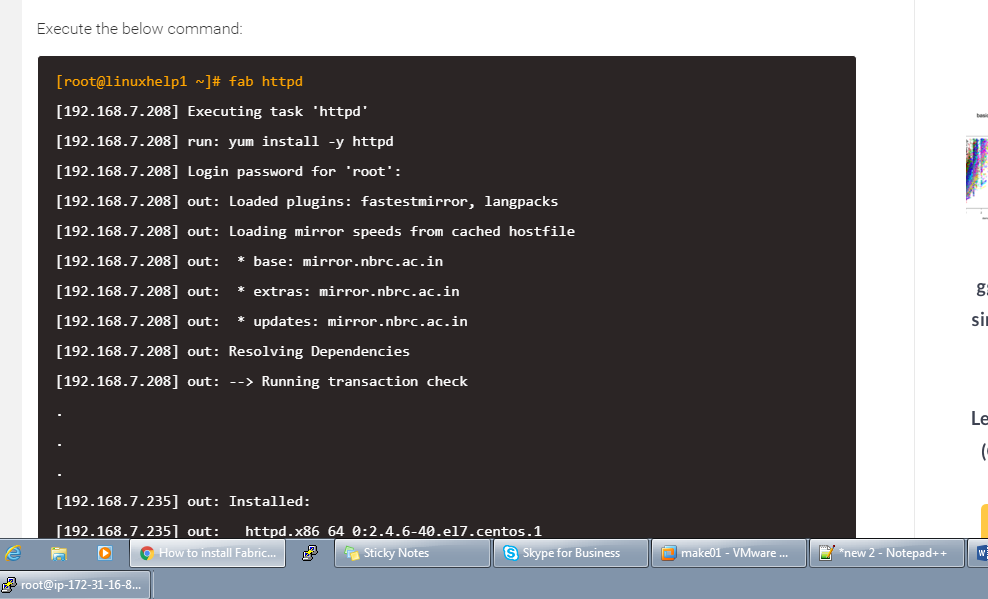 Execute the below command:
[root@linuxhelp1 ~]# fab httpd
[192.168.7.208] Executing task 'httpd'
[192.168.7.208] run: yum install -y httpd
[192.168.7.208] Login password for 'root':
[192.168.7.208] out: Loaded plugins: fastestmirror, langpacks
[192.168.7.208] out: Loading mirror speeds from cached hostfile
[192.168.7.208] out:  * base: mirror.nbrc.ac.in
[192.168.7.208] out:  * extras: mirror.nbrc.ac.in
[192.168.7.208] out:  * updates: mirror.nbrc.ac.in
[192.168.7.208] out: Resolving Dependencies
[192.168.7.208] out: --> Running transaction check
.
.
.
[192.168.7.235] out: Installed:
[192.168.7.235] out:   httpd.x86_64 0:2.4.6-40.el7.centos.1
Le
How to install Fabric...
Sticky Notes
Skype for Business
make01 - VMware ...
*new 2 - Notepad++
root@ip-172-31-16-8...